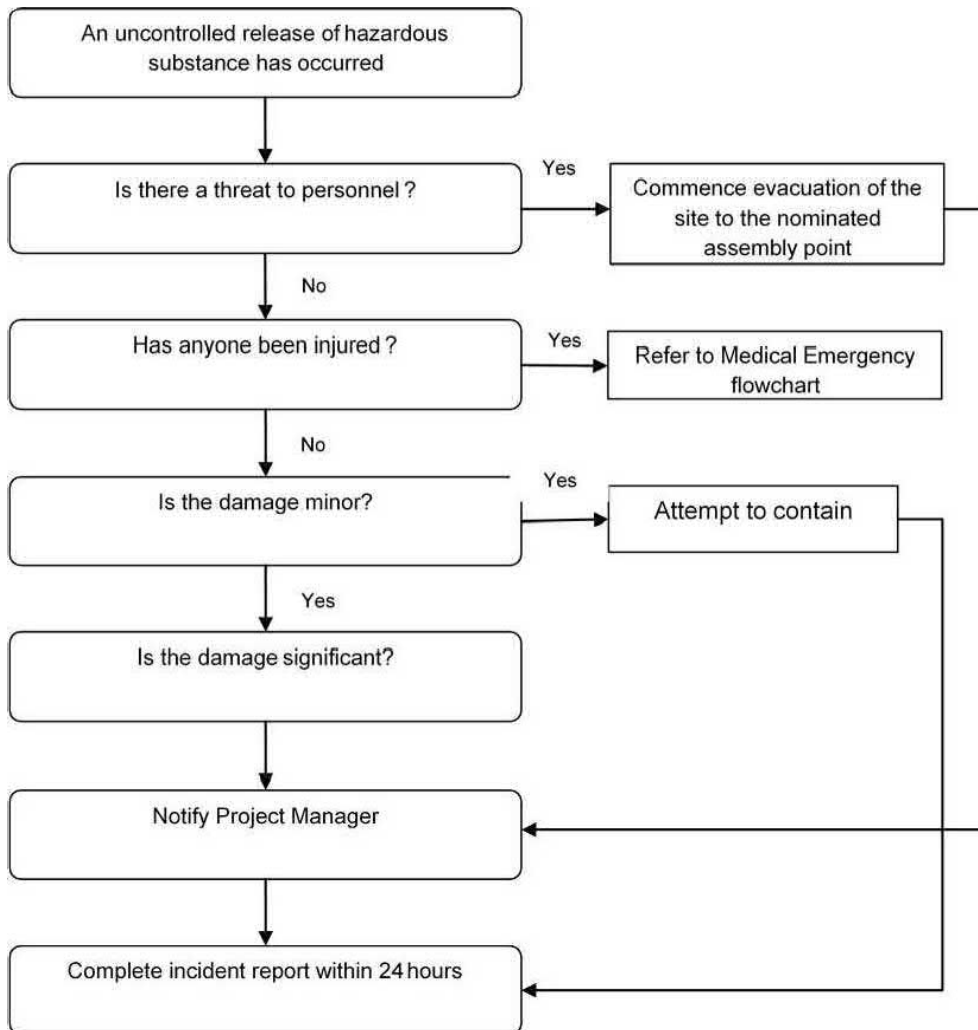 An uncontrolled release of hazardous
substance has occurred
Is there a threat to personnel ?
Yes
Commence evacuation of the
site to the nominated
assembly point
No
Has anyone been injured ?
Yes
Refer to Medical Emergency
flowchart
No
Is the damage minor?
Yes
Attempt to contain
Yes
Is the damage significant?
Notify Project Manager
Complete incident report within 24 hours